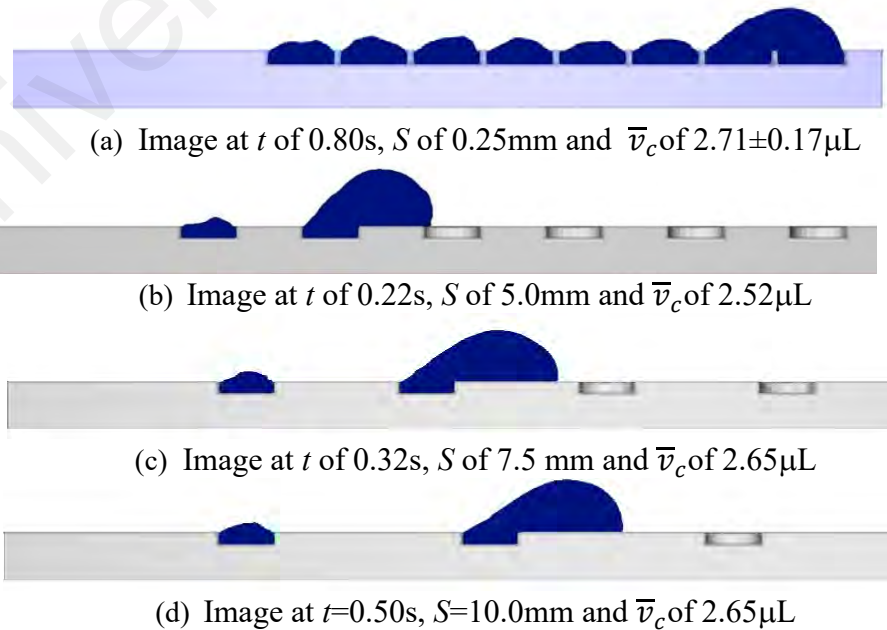 (a) Image at t of 0.80s, S of 0.25mm and v̅c of 2.71±0.17μL
(b) Image at t of 0.22s, S of 5.0mm and v̅c of 2.52μL
(c) Image at t of 0.32s, S of 7.5 mm and v̅c of 2.65μL
(d) Image at t=0.50s, S=10.0mm and v̅c of 2.65μL